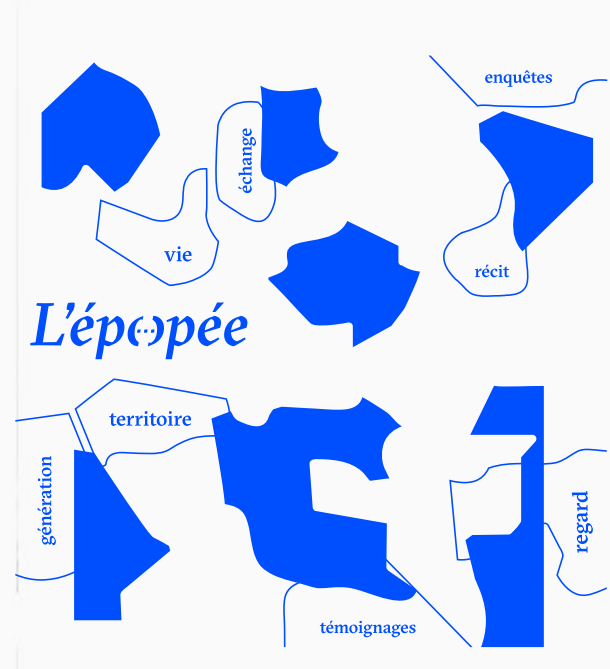 enquêtes
échange
vie
récit
L'ép(...)pée
territoire
génération
regard
témoignages